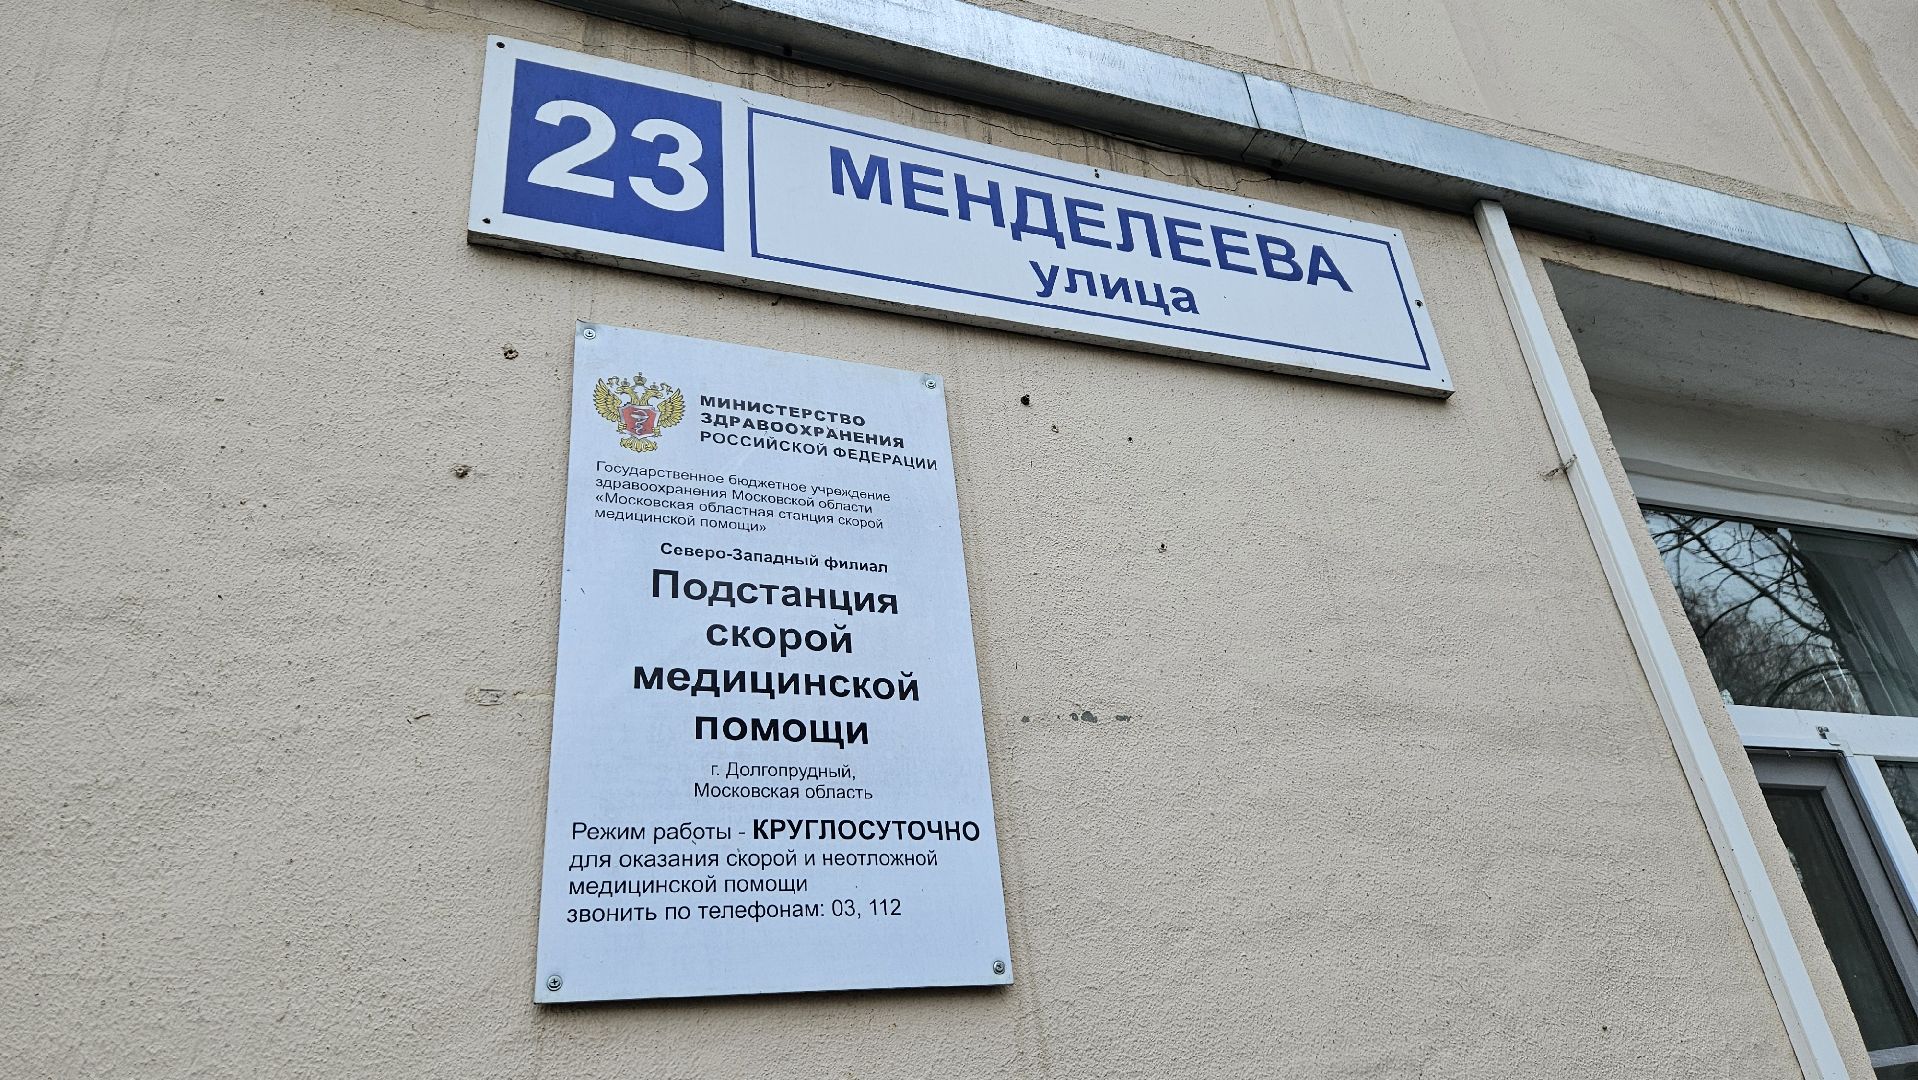 23
МЕНДЕЛЕЕВА
улица
МИНИСТЕРСТВО
ЗДРАВООХРАНЕНИЯ
РОССИЙСКОЙ ФЕДЕРАЦИИ
Государственное бюджетное учреждение
здравоохранения Московской области
«Московская областная станция скорой
медицинской помощи»
Северо-Западный филиал
Подстанция
скорой
медицинской
помощи
г. Долгопрудный,
Московская область
Режим работы - КРУГЛОСУТОЧНО
для оказания скорой и неотложной
медицинской помощи
звонить по телефонам: 03, 112